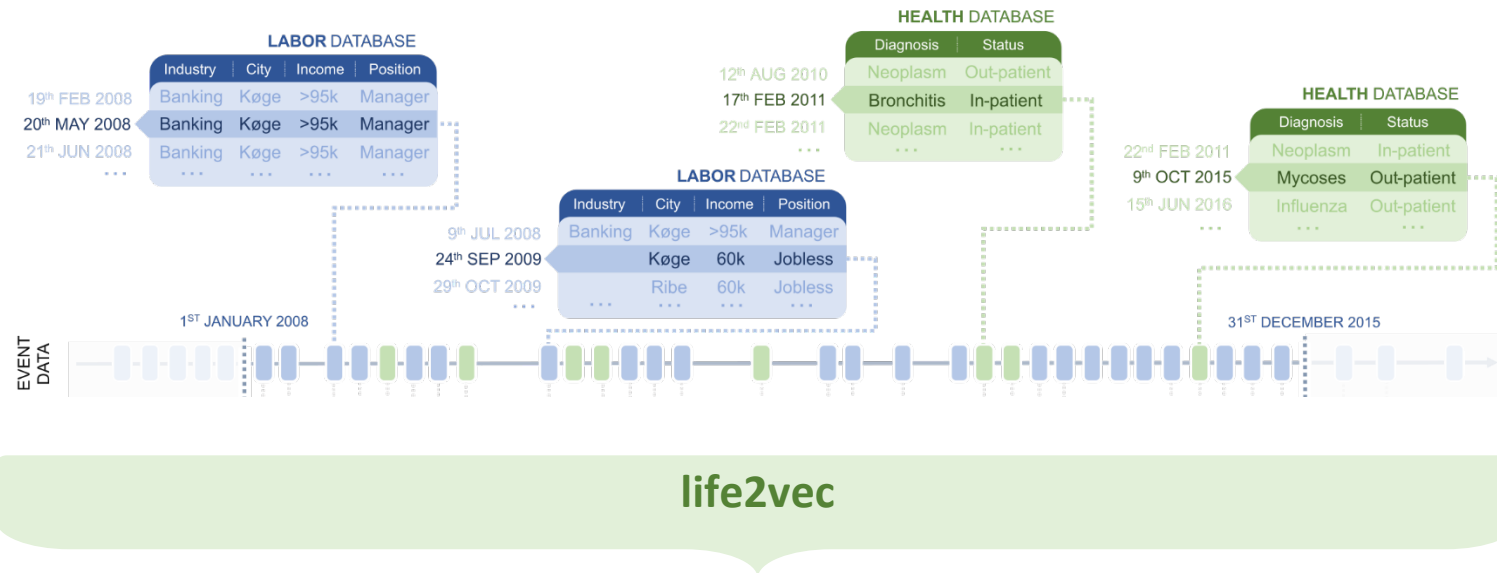 LABOR DATABASE
Industry City Income Position
19th FEB 2008 Banking Køge >95k Manager
20th MAY 2008 Banking Køge >95k Manager
21th JUN 2008 Banking Køge >95k Manager
... ... ... ... ...
LABOR DATABASE
Industry City Income Position
9th JUL 2008 Banking Køge >95k Manager
24th SEP 2009 Køge 60k Jobless
29th OCT 2009 Ribe 60k Jobless
... ... ... ... ...
HEALTH DATABASE
Diagnosis Status
12th AUG 2010 Neoplasm Out-patient
17th FEB 2011 Bronchitis In-patient
22nd FEB 2011 Neoplasm In-patient
... ... ...
HEALTH DATABASE
Diagnosis Status
22nd FEB 2011 Neoplasm In-patient
9th OCT 2015 Mycoses Out-patient
15th JUN 2016 Influenza Out-patient
... ... ...
1ST JANUARY 2008
31ST DECEMBER 2015
EVENT
DATA
life2vec